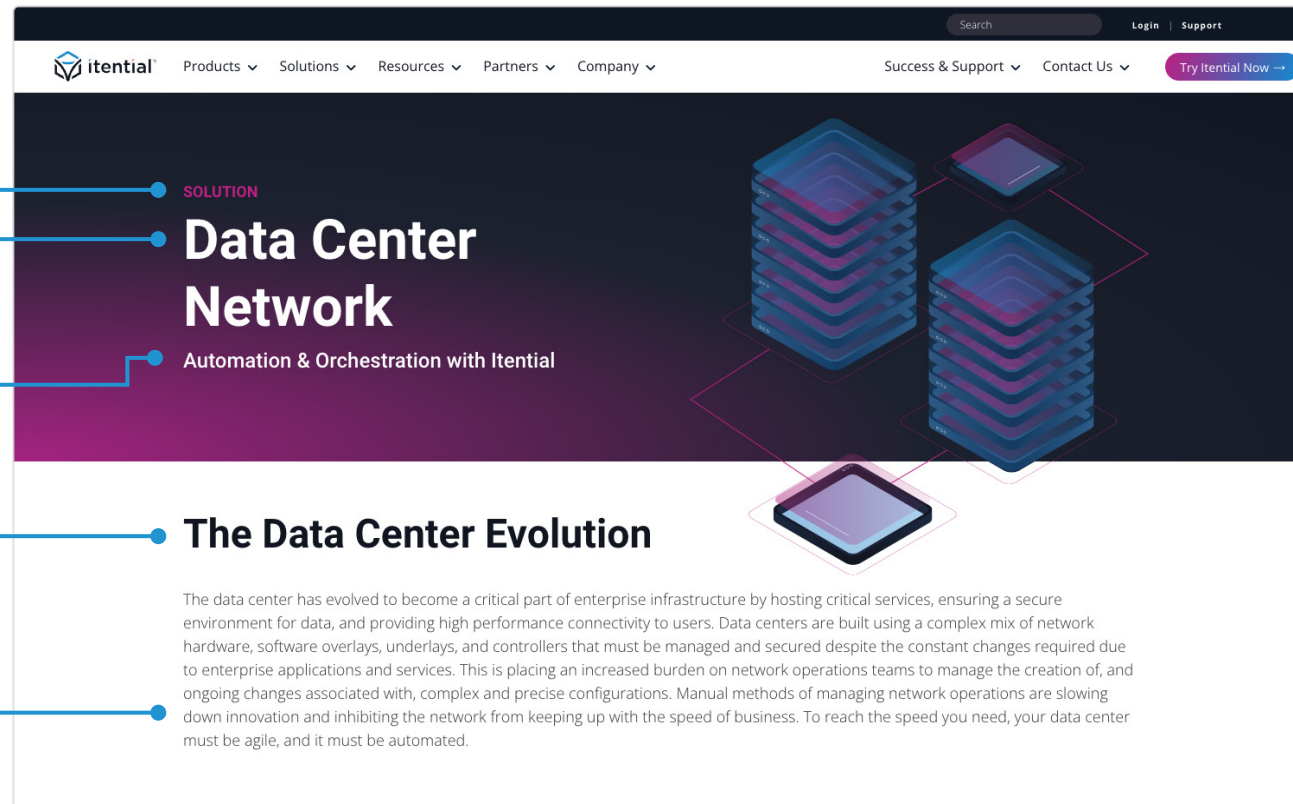 Search
Login | Support
itential
Products
Solutions
Resources
Partners
Company
Success & Support
Contact Us
Try Itential Now →
SOLUTION
Data Center
Network
Automation & Orchestration with Itential
The Data Center Evolution
The data center has evolved to become a critical part of enterprise infrastructure by hosting critical services, ensuring a secure
environment for data, and providing high performance connectivity to users. Data centers are built using a complex mix of network
hardware, software overlays, underlays, and controllers that must be managed and secured despite the constant changes required due
to enterprise applications and services. This is placing an increased burden on network operations teams to manage the creation of, and
ongoing changes associated with, complex and precise configurations. Manual methods of managing network operations are slowing
down innovation and inhibiting the network from keeping up with the speed of business. To reach the speed you need, your data center
must be agile, and it must be automated.